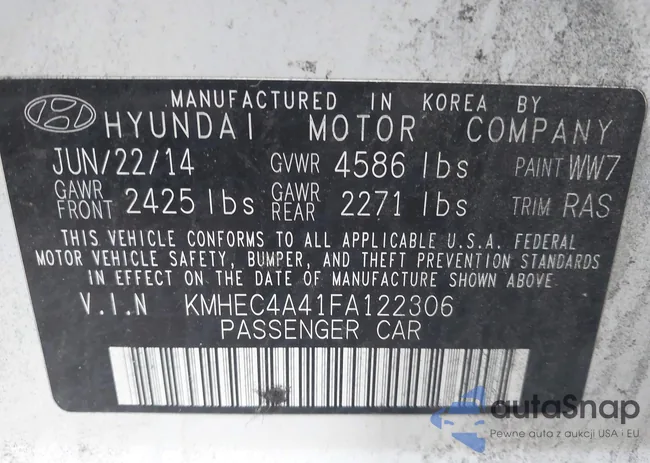 MANUFACTURED IN KOREA BY
HYUNDAI MOTOR COMPANY
JUN/22/14 GVWR 4586 lbs PAINT WW7
GAWR FRONT 2425 lbs GAWR REAR 2271 lbs TRIM RAS
THIS VEHICLE CONFORMS TO ALL APPLICABLE U.S.A. FEDERAL
MOTOR VEHICLE SAFETY, BUMPER, AND THEFT PREVENTION STANDARDS
IN EFFECT ON THE DATE OF MANUFACTURE SHOWN ABOVE.
V.I.N KMHEC4A41FA122306
PASSENGER CAR
autoSnap
Pewne auta z aukcji USA i EU